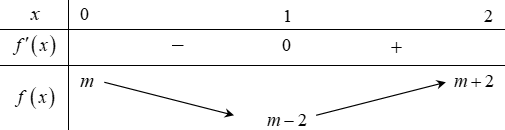 x 0 1 2
f′(x) − 0 +
m m+2
f(x)
m−2